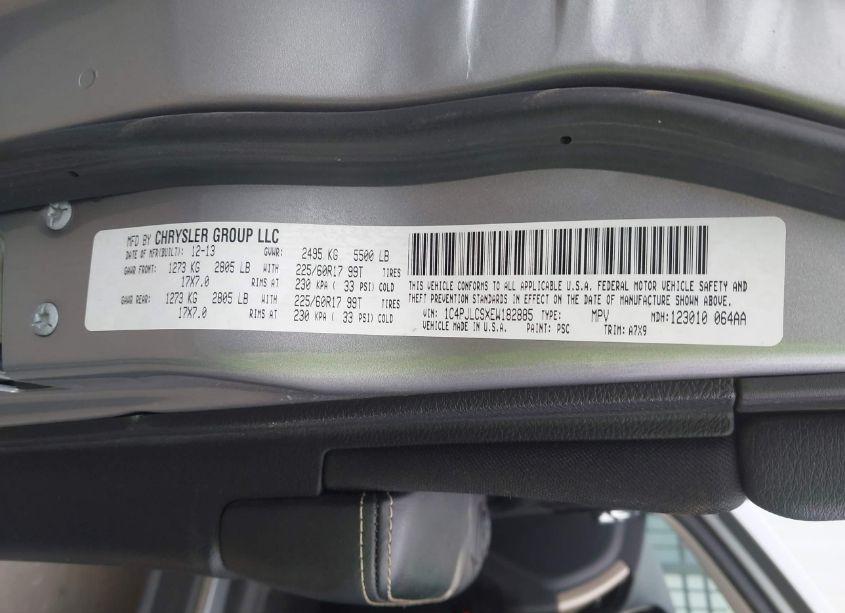 MFD BY CHRYSLER GROUP LLC
DATE OF MFR(BUILT): 12-13 GVWR: 2495 KG 5500 LB
GAWR FRONT: 1273 KG 2805 LB WITH 225/60R17 99T TIRES
17X7.0 RIMS AT 230 KPA ( 33 PSI) COLD
GAWR REAR: 1273 KG 2805 LB WITH 225/60R17 99T TIRES
17X7.0 RIMS AT 230 KPA ( 33 PSI) COLD
THIS VEHICLE CONFORMS TO ALL APPLICABLE U.S.A. FEDERAL MOTOR VEHICLE SAFETY AND
THEFT PREVENTION STANDARDS IN EFFECT ON THE DATE OF MANUFACTURE SHOWN ABOVE.
VIN: 1C4PJLCSXEW182885 TYPE: MPV MDH: 123010 064AA
VEHICLE MADE IN U.S.A. PAINT: PSC TRIM: A7X9